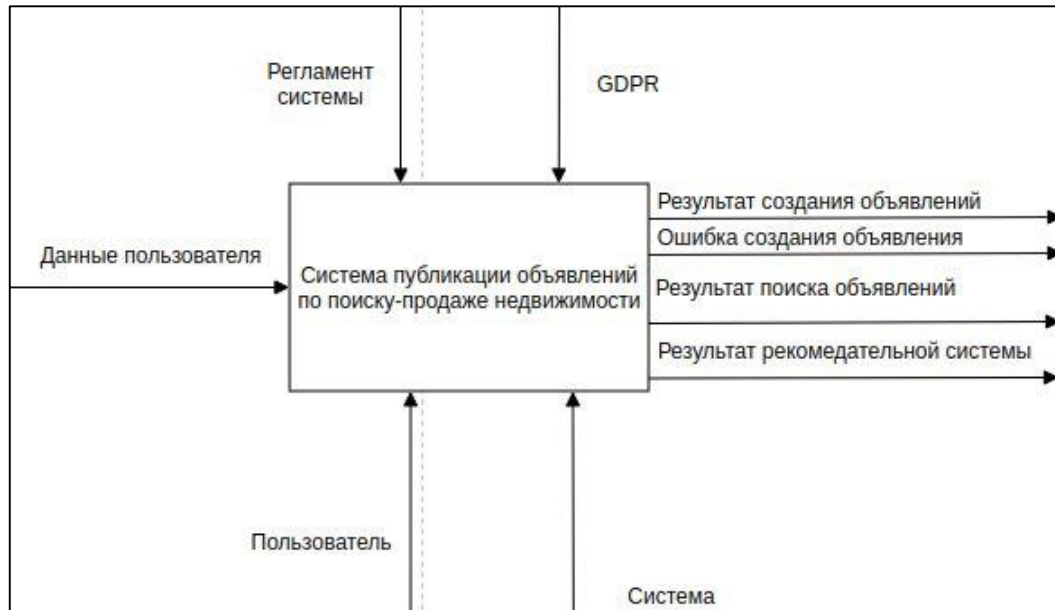 Регламент
системы
GDPR
Результат создания объявлений
Ошибка создания объявления
Данные пользователя
Система публикации объявлений
по поиску-продаже недвижимости
Результат поиска объявлений
Результат рекомедательной системы
Пользователь
Система